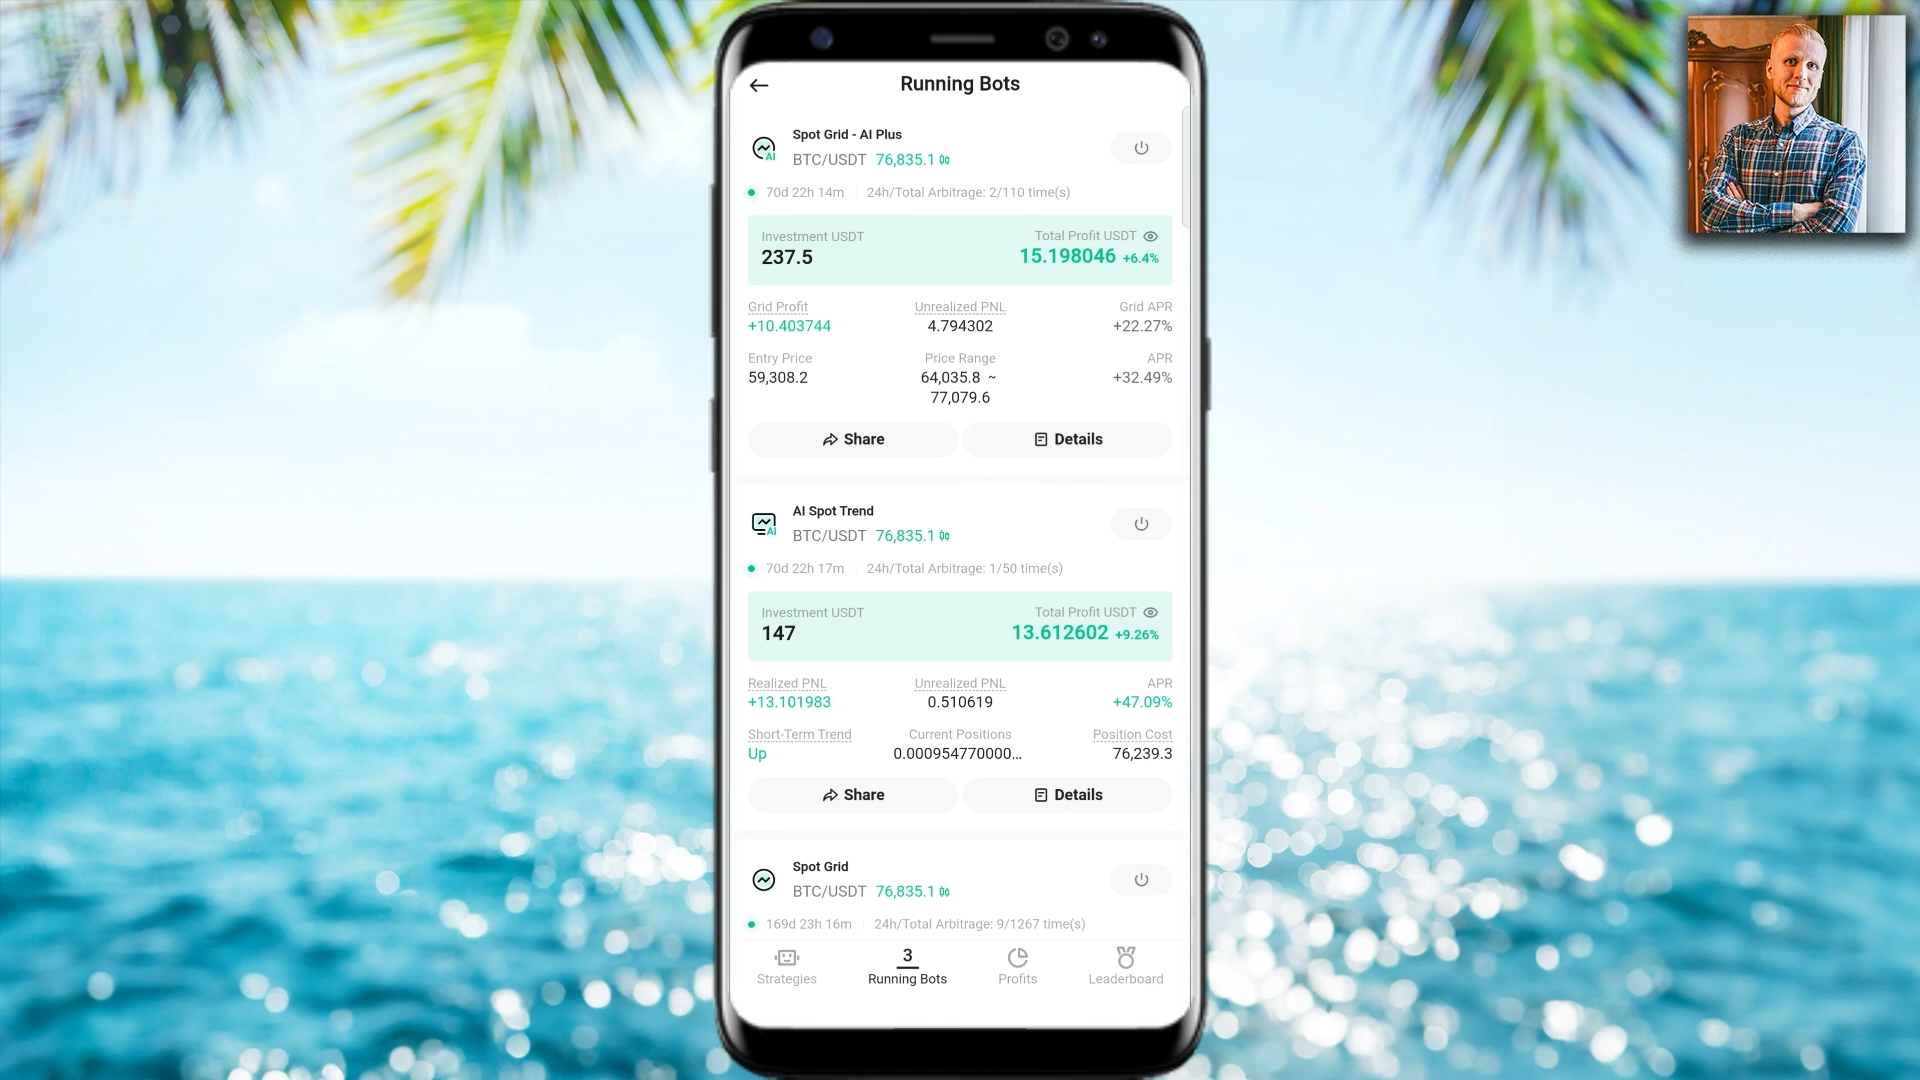 Running Bots
Spot Grid - AI Plus
BTC/USDT 76,835.1
AI
70d 22h 14m 24h/Total Arbitrage: 2/110 time(s)
Investment USDT Total Profit USDT
237.5 15.198046 +6.4%
Grid Profit Unrealized PNL Grid APR
+10.403744 4.794302 +22.27%
Entry Price Price Range APR
59,308.2 64,035.8 ~ +32.49%
77,079.6
Share Details
AI Spot Trend
BTC/USDT 76,835.1
AI
70d 22h 17m 24h/Total Arbitrage: 1/50 time(s)
Investment USDT Total Profit USDT
147 13.612602 +9.26%
Realized PNL Unrealized PNL APR
+13.101983 0.510619 +47.09%
Short-Term Trend Current Positions Position Cost
Up 0.000954770000... 76,239.3
Share Details
Spot Grid
BTC/USDT 76,835.1
169d 23h 16m 24h/Total Arbitrage: 9/1267 time(s)
3
Strategies Running Bots Profits Leaderboard